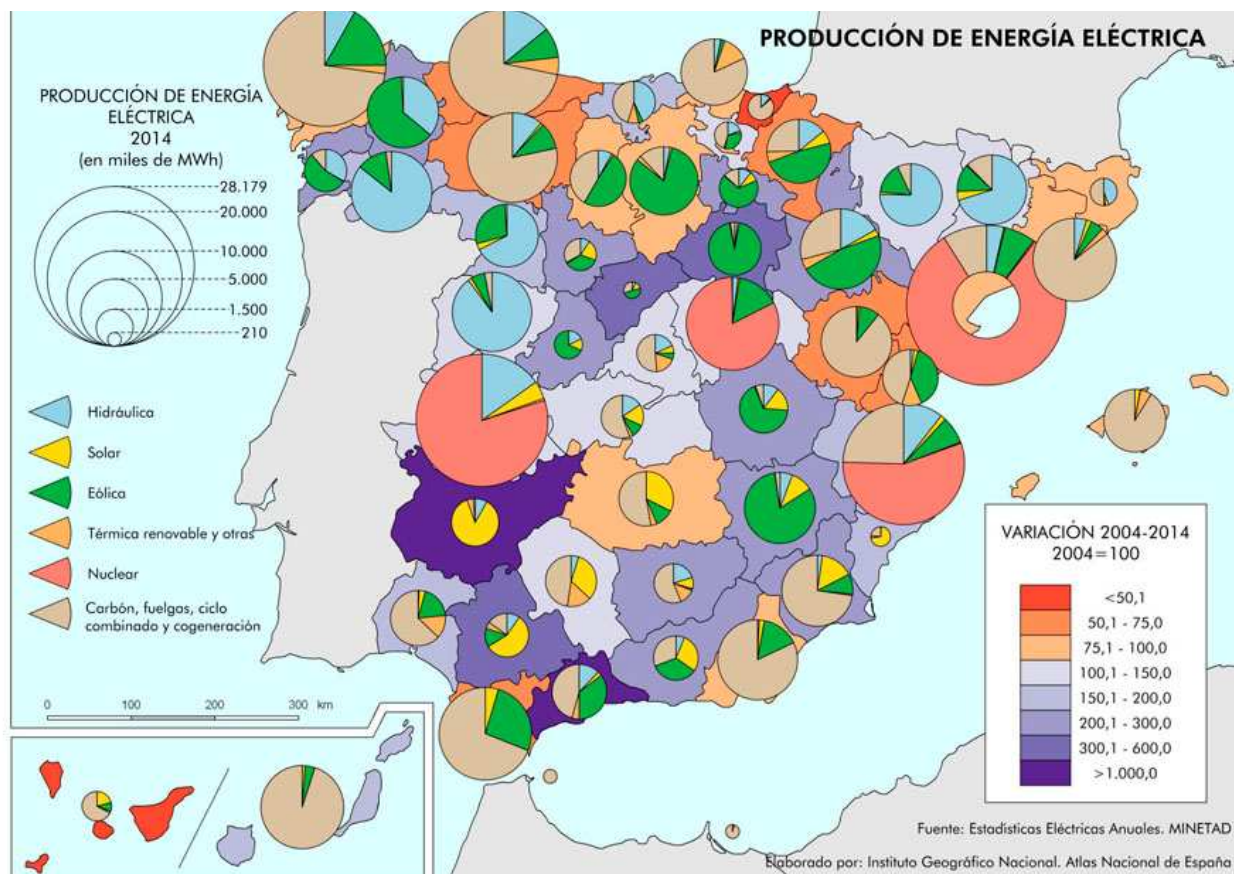 PRODUCCIÓN DE ENERGÍA ELÉCTRICA
PRODUCCIÓN DE ENERGÍA
ELÉCTRICA
2014
(en miles de MWh)
28.179
20.000
10.000
5.000
1.500
210
Hidráulica
Solar
Eólica
Térmica renovable y otras
Nuclear
Carbón, fuelgas, ciclo
combinado y cogeneración
0 100 200 300 km
VARIACIÓN 2004-2014
2004=100
<50,1
50,1 - 75,0
75,1 - 100,0
100,1 - 150,0
150,1 - 200,0
200,1 - 300,0
300,1 - 600,0
>1.000,0
Fuente: Estadísticas Eléctricas Anuales. MINETAD
Elaborado por: Instituto Geográfico Nacional. Atlas Nacional de España